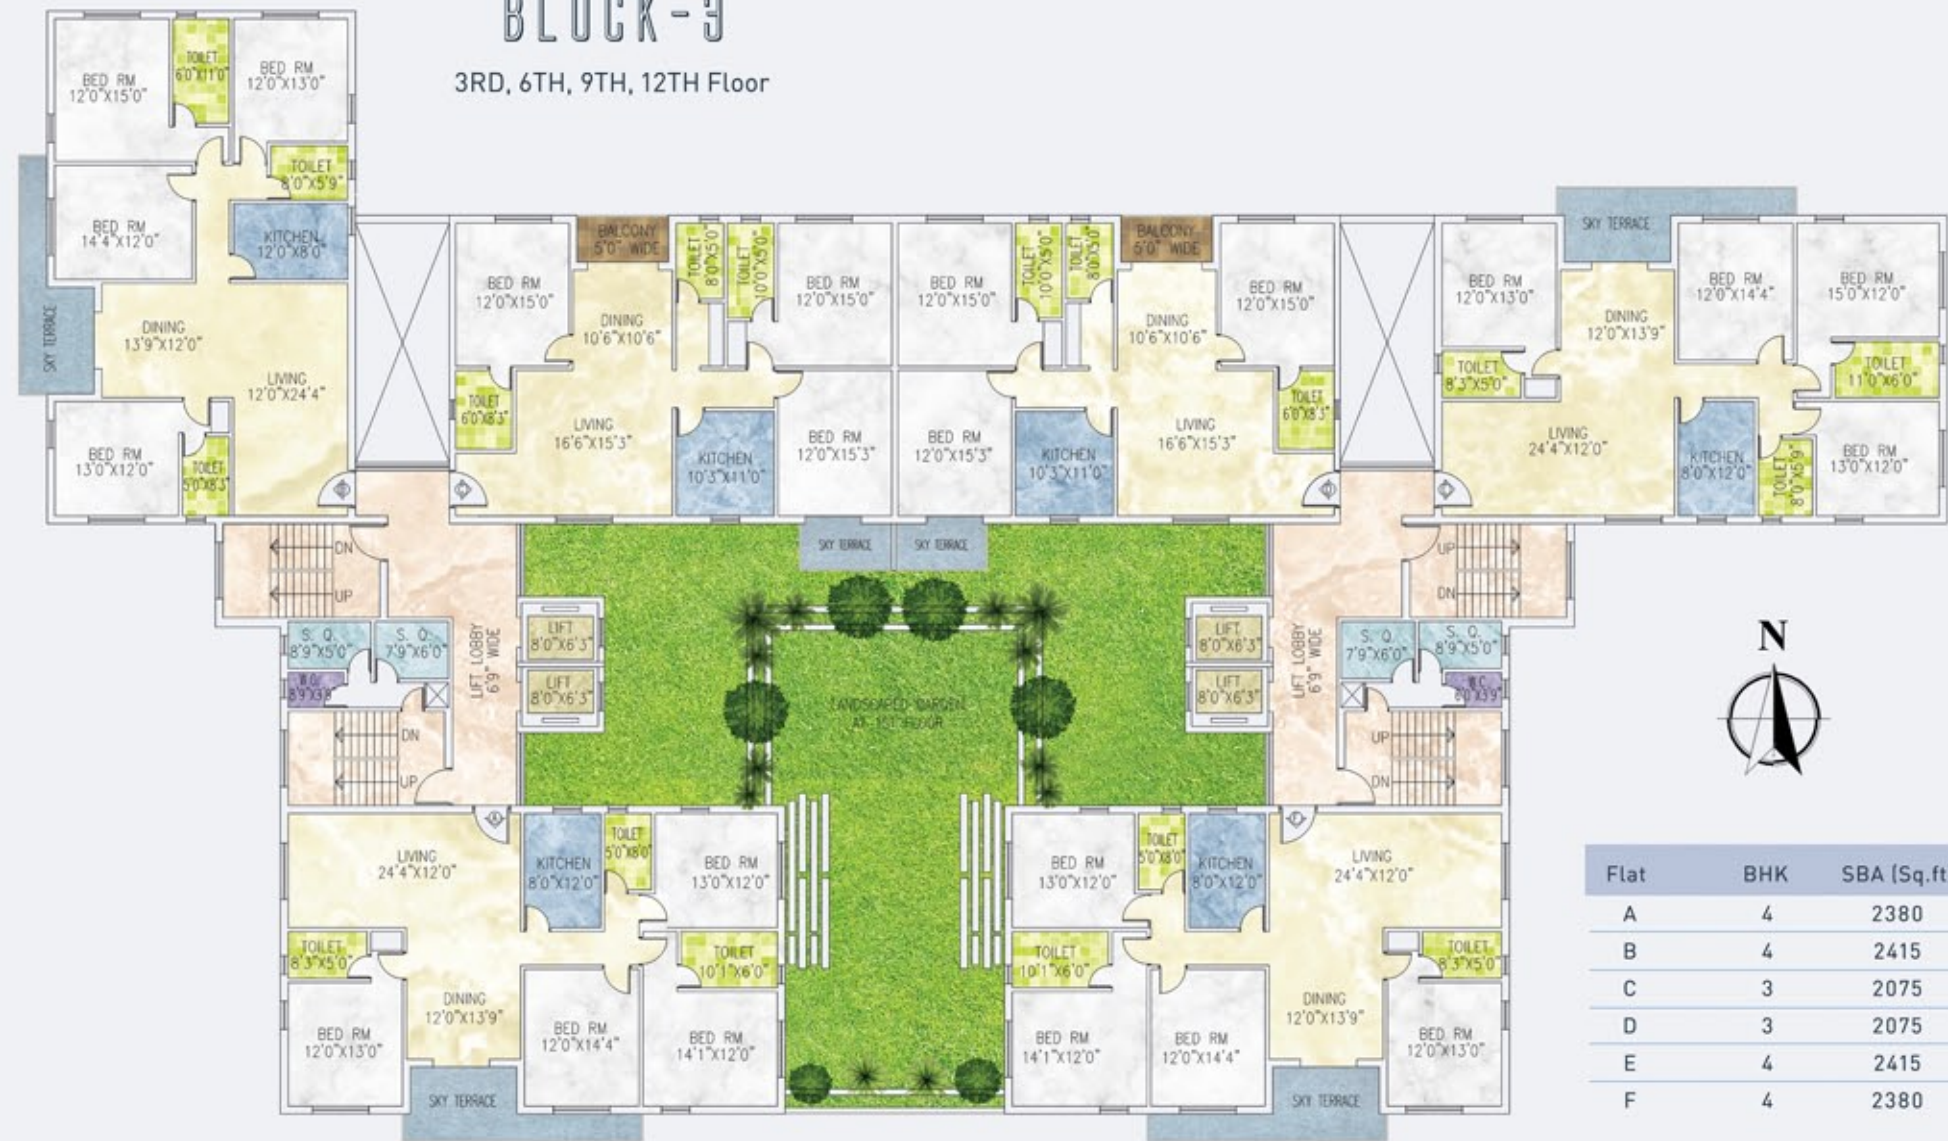 BLOCK-3
3RD, 6TH, 9TH, 12TH Floor
BED RM
12'0"X15'0"
TOILET
6'0"X11'0"
BED RM
12'0"X13'0"
TOILET
8'0"X5'9"
BED RM
14'4"X12'0"
KITCHEN
12'0"X8'0"
SKY TERRACE
DINING
13'9"X12'0"
LIVING
12'0"X24'4"
BED RM
13'0"X12'0"
TOILET
5'0"X8'3"
BED RM
12'0"X15'0"
BALCONY
5'0" WIDE
TOILET
8'0"X5'0"
TOILET
10'0"X5'0"
BED RM
12'0"X15'0"
DINING
10'6"X10'6"
TOILET
6'0"X8'3"
LIVING
16'6"X15'3"
KITCHEN
10'3"X11'0"
BED RM
12'0"X15'3"
BED RM
12'0"X15'0"
TOILET
10'0"X5'0"
TOILET
8'0"X5'0"
BALCONY
5'0" WIDE
BED RM
12'0"X15'0"
DINING
10'6"X10'6"
BED RM
12'0"X15'3"
KITCHEN
10'3"X11'0"
LIVING
16'6"X15'3"
TOILET
6'0"X8'3"
SKY TERRACE
BED RM
12'0"X13'0"
DINING
12'0"X13'9"
BED RM
12'0"X14'4"
BED RM
15'0"X12'0"
TOILET
8'3"X5'0"
TOILET
11'0"X6'0"
LIVING
24'4"X12'0"
KITCHEN
8'0"X12'0"
TOILET
8'0"X5'9"
BED RM
13'0"X12'0"
SKY TERRACE
SKY TERRACE
DN
UP
S. Q.
8'9"X5'0"
S. Q.
7'9"X6'0"
LIFT LOBBY
6'9" WIDE
LIFT
8'0"X6'3"
LIFT
8'0"X6'3"
DN
UP
LANDSCAPED GARDEN
AT 1ST FLOOR
LIFT
8'0"X6'3"
LIFT
8'0"X6'3"
LIFT LOBBY
6'9" WIDE
UP
DN
S. Q.
7'9"X6'0"
S. Q.
8'9"X5'0"
W.C.
UP
DN
N
A
LIVING
24'4"X12'0"
KITCHEN
8'0"X12'0"
TOILET
5'0"X8'0"
BED RM
13'0"X12'0"
TOILET
8'3"X5'0"
TOILET
10'1"X6'0"
BED RM
12'0"X13'0"
DINING
12'0"X13'9"
BED RM
12'0"X14'4"
BED RM
14'1"X12'0"
SKY TERRACE
F
BED RM
13'0"X12'0"
TOILET
5'0"X8'0"
KITCHEN
8'0"X12'0"
LIVING
24'4"X12'0"
TOILET
10'1"X6'0"
TOILET
8'3"X5'0"
BED RM
14'1"X12'0"
BED RM
12'0"X14'4"
DINING
12'0"X13'9"
BED RM
12'0"X13'0"
SKY TERRACE
Flat BHK SBA (Sq.ft
A 4 2380
B 4 2415
C 3 2075
D 3 2075
E 4 2415
F 4 2380